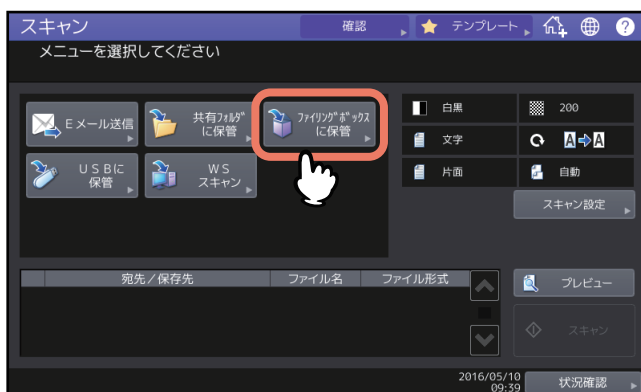 スキャン
確認
テンプレート
?
メニューを選択してください
Eメール送信
共有ﾌｫﾙﾀﾞ
に保管
ﾌｧｲﾘﾝｸﾞﾎﾞｯｸｽ
に保管
USBに
保管
WS
スキャン
白黒
200
文字
A A
片面
自動
スキャン設定
宛先/保存先
ファイル名
ファイル形式
プレビュー
スキャン
2016/05/10
09:39
状況確認